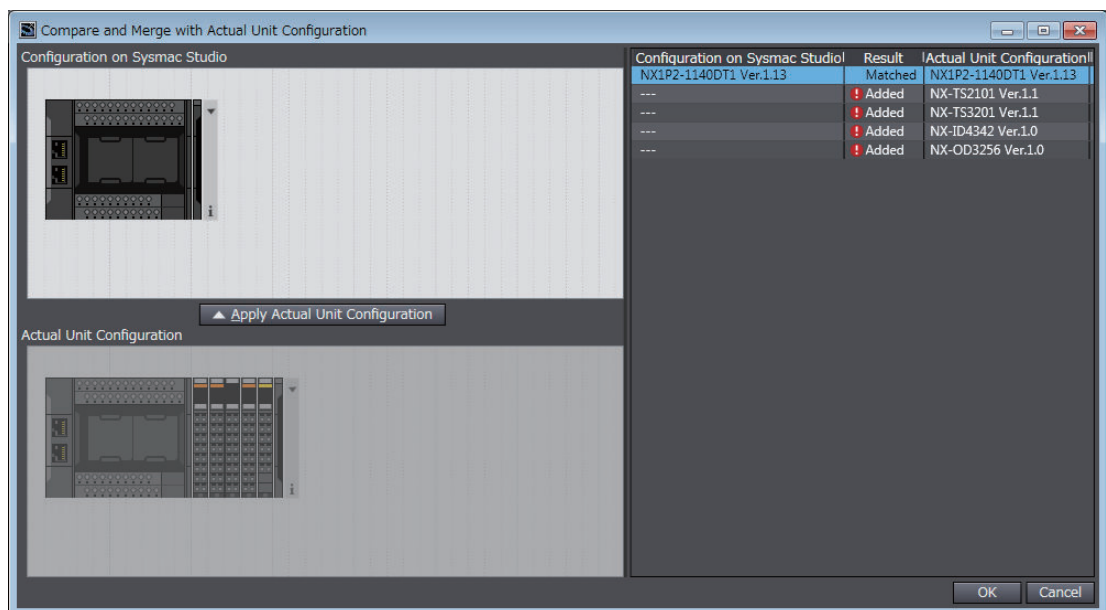 Compare and Merge with Actual Unit Configuration
Configuration on Sysmac Studio
Apply Actual Unit Configuration
Actual Unit Configuration
Configuration on Sysmac Studio Result Actual Unit Configuration
NX1P2-1140DT1 Ver.1.13 Matched NX1P2-1140DT1 Ver.1.13
--- Added NX-TS2101 Ver.1.1
--- Added NX-TS3201 Ver.1.1
--- Added NX-ID4342 Ver.1.0
--- Added NX-OD3256 Ver.1.0
OK Cancel